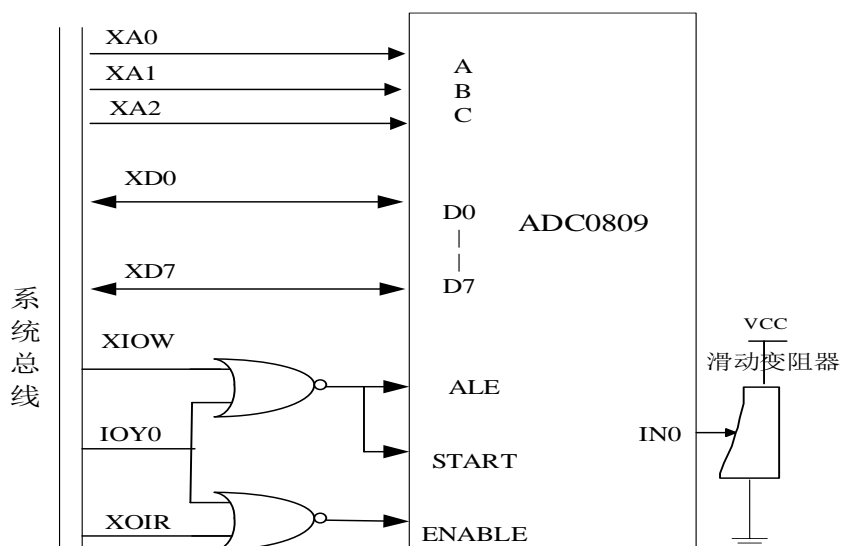 XA0
XA1
XA2
XD0
XD7
系统总线
XIOW
IOY0
XOIR
A
B
C
D0
|
|
D7
ADC0809
ALE
START
ENABLE
IN0
VCC
滑动变阻器